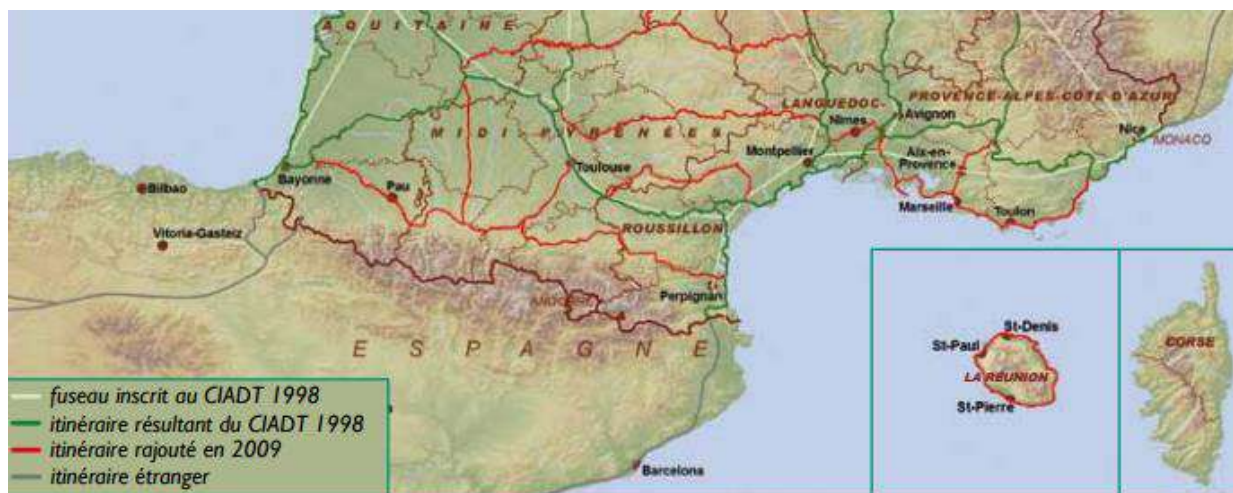 AQUITAINE
LANGUEDOC-
PROVENCE-ALPES-CÔTE D'AZUR
Avignon
Nîmes
MIDI-PYRÉNÉES
Nice
MONACO
Aix-en-
Provence
Montpellier
Toulouse
Bayonne
Bilbao
Pau
Marseille
Toulon
ROUSSILLON
Vitoria-Gasteiz
Perpignan
ESPAGNE
St-Denis
St-Paul
LA RÉUNION
St-Pierre
CORSE
fuseau inscrit au CIADT 1998
itinéraire résultant du CIADT 1998
itinéraire rajouté en 2009
itinéraire étranger
Barcelona